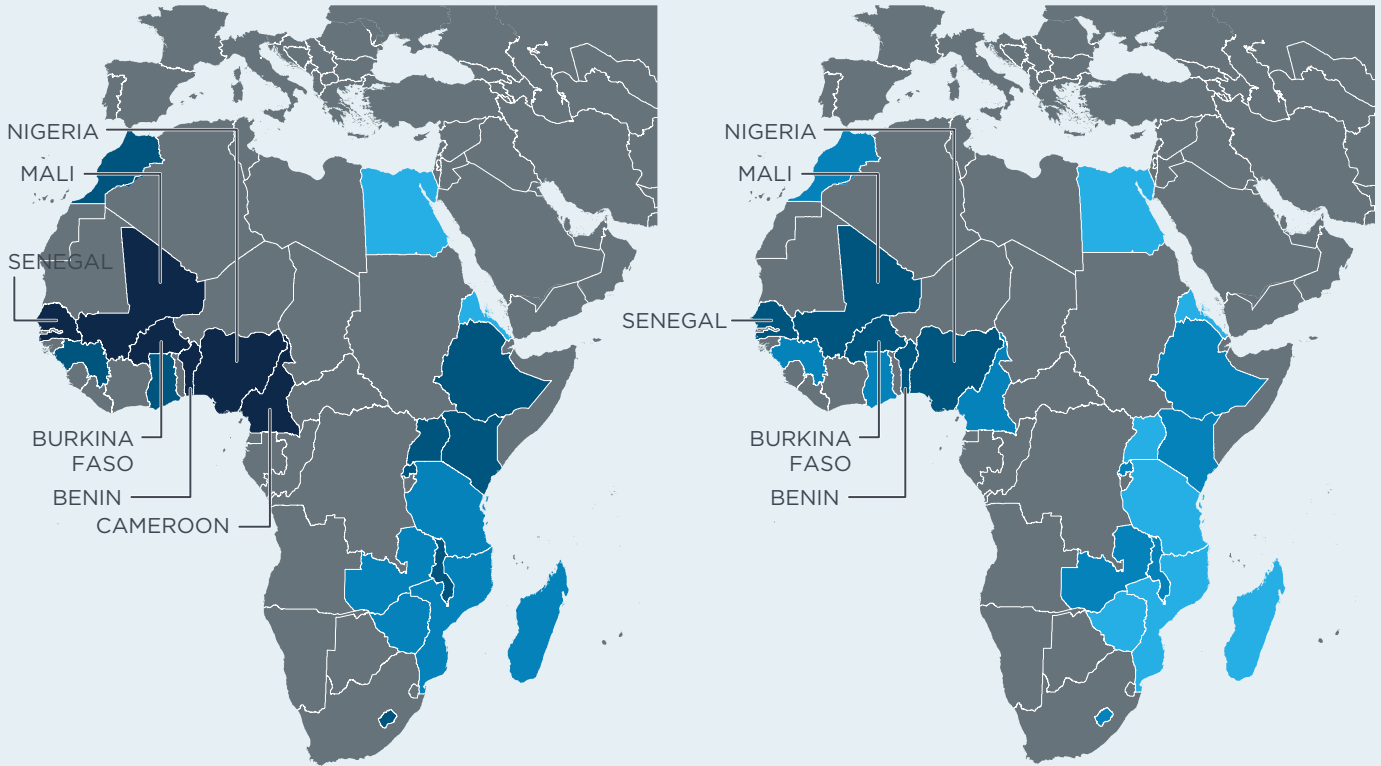 NIGERIA
MALI
SENEGAL
BURKINA
FASO
BENIN
CAMEROON
NIGERIA
MALI
SENEGAL
BURKINA
FASO
BENIN